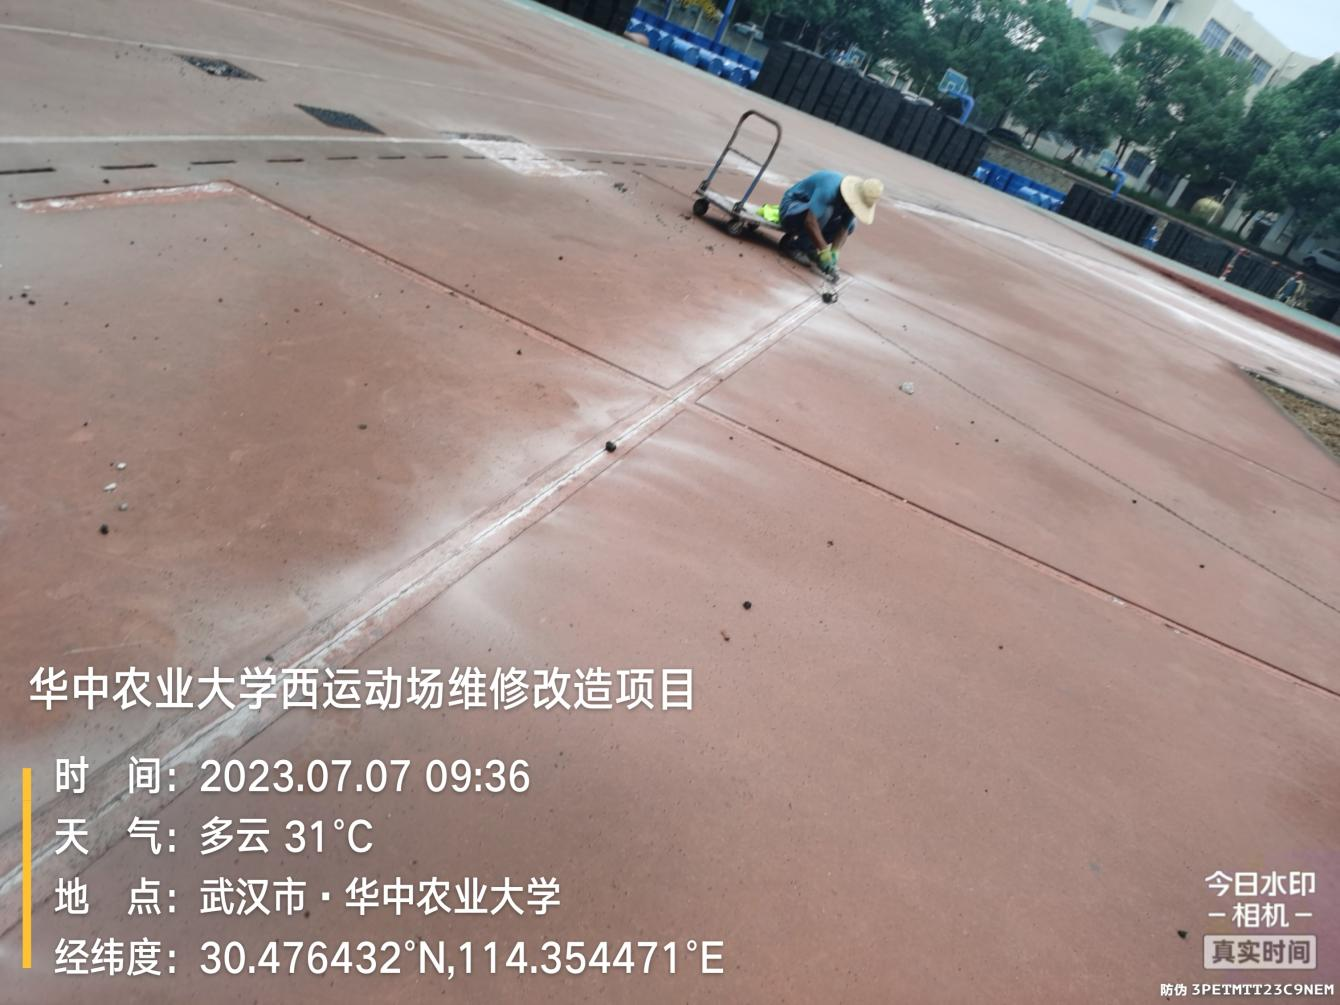 华中农业大学西运动场维修改造项目
时 间：2023.07.07 09:36
天 气：多云 31°C
地 点：武汉市·华中农业大学
经纬度：30.476432°N,114.354471°E
今日水印
相机
真实时间
防伪 3PETMTT23C9NEM